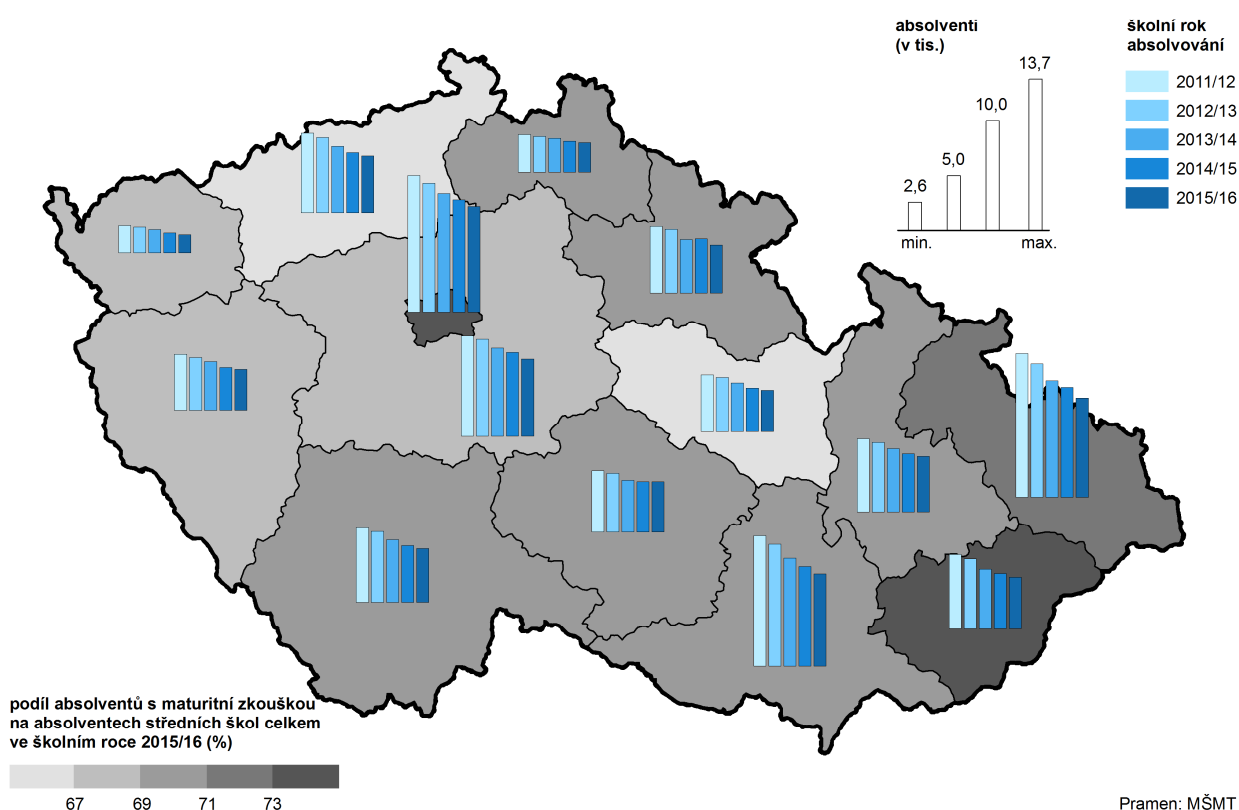 absolventi
(v tis.)
13,7
10,0
5,0
2,6
min.
max.
školní rok
absolvování
2011/12
2012/13
2013/14
2014/15
2015/16
podíl absolventů s maturitní zkouškou
na absolventech středních škol celkem
ve školním roce 2015/16 (%)
67 69 71 73
Pramen: MŠMT